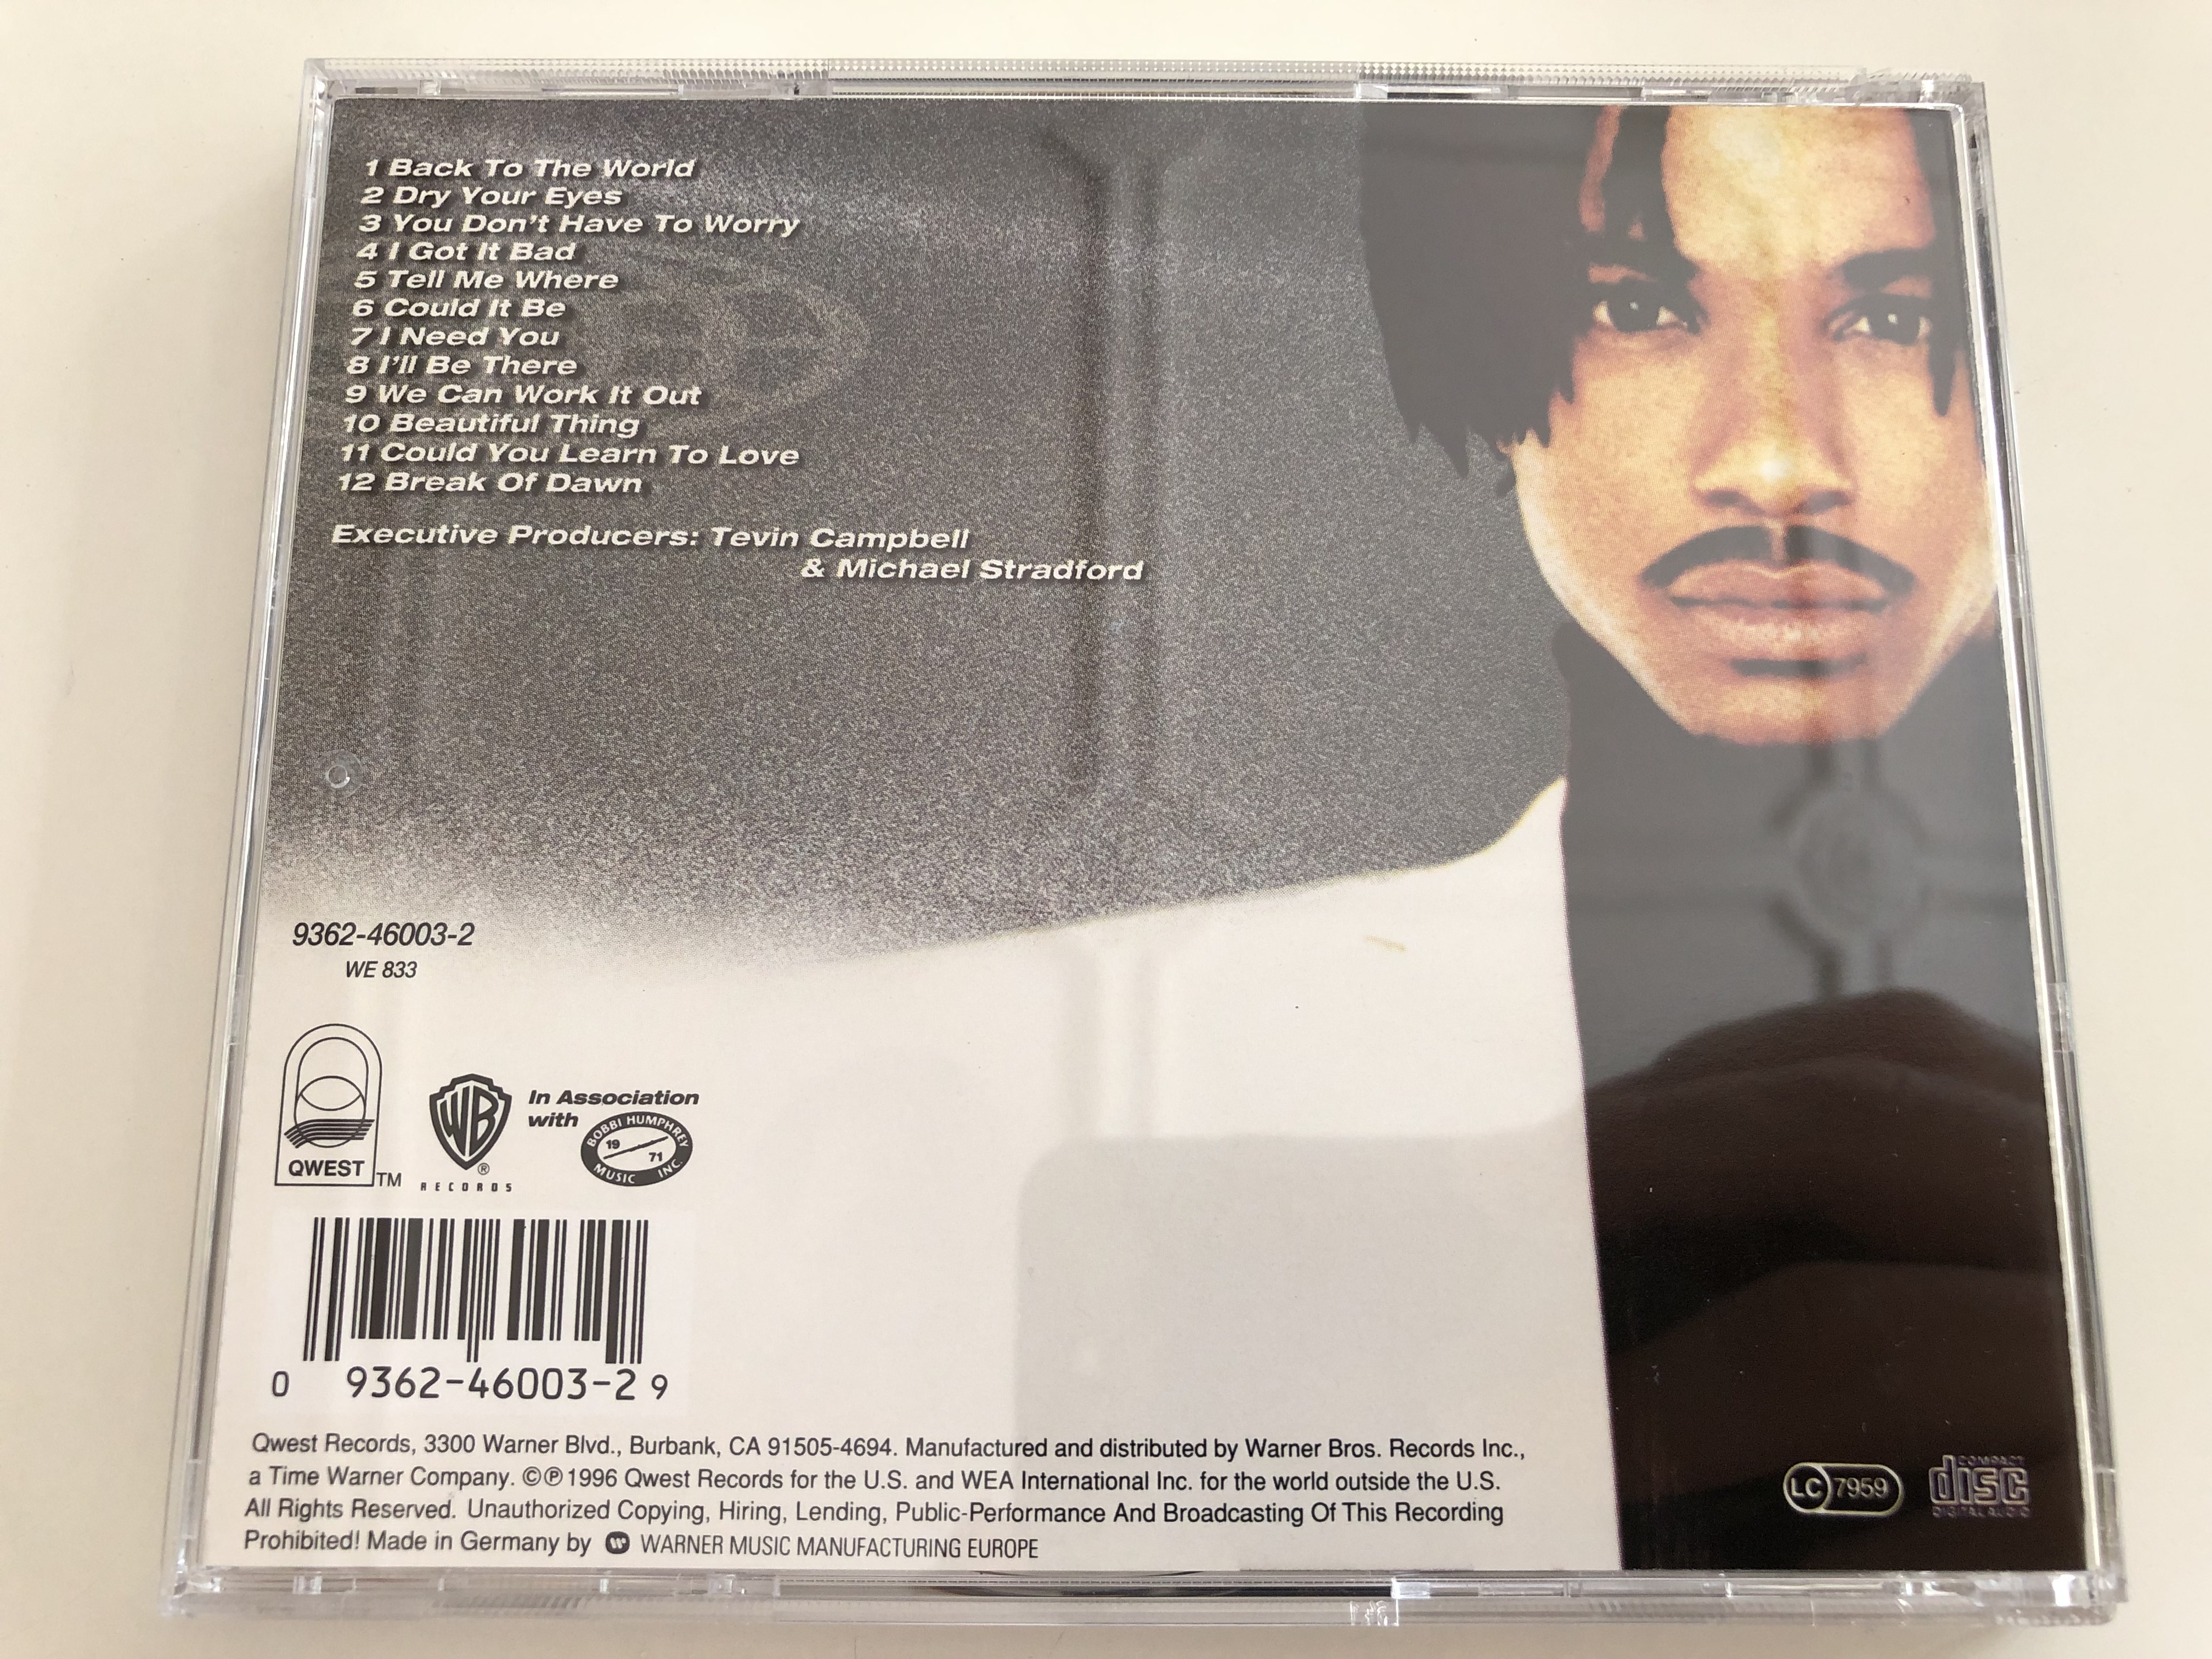 1 Back To The World
2 Dry Your Eyes
3 You Don't Have To Worry
4 I Got It Bad
5 Tell Me Where
6 Could It Be
7 I Need You
8 I'll Be There
9 We Can Work It Out
10 Beautiful Thing
11 Could You Learn To Love
12 Break Of Dawn
Executive Producers: Tevin Campbell
& Michael Stradford
9362-46003-2
WE 833
QWEST TM
WB ®
RECORDS
In Association
with
BOBBI HUMPHREY
19 71
MUSIC INC.
0 9362-46003-2 9
Qwest Records, 3300 Warner Blvd., Burbank, CA 91505-4694. Manufactured and distributed by Warner Bros. Records Inc.,
a Time Warner Company. ©℗ 1996 Qwest Records for the U.S. and WEA International Inc. for the world outside the U.S.
All Rights Reserved. Unauthorized Copying, Hiring, Lending, Public-Performance And Broadcasting Of This Recording
Prohibited! Made in Germany by WARNER MUSIC MANUFACTURING EUROPE
LC 7959
COMPACT
disc
DIGITAL AUDIO